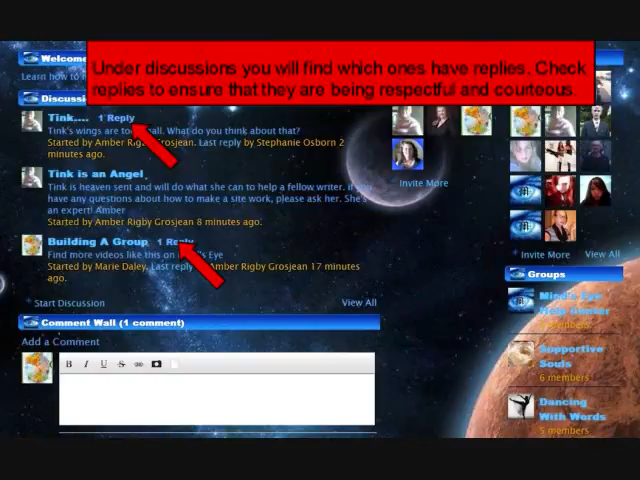 Under discussions you will find which ones have replies. Check
replies to ensure that they are being respectful and courteous.
Welcome
Learn how to
Discussi
Tink.... 1 Reply
Tink's wings are too small. What do you think about that?
Started by Amber Rigby Grosjean. Last reply by Stephanie Osborn 2
minutes ago.
Tink is an Angel
Tink is heaven sent and will do what she can to help a fellow writer. If you
have any questions about how to make a site work, please ask her. She's
an expert! Amber
Started by Amber Rigby Grosjean 8 minutes ago.
Building A Group 1 Reply
Find more videos like this on Mind's Eye
Started by Marie Daley. Last reply Amber Rigby Grosjean 17 minutes
ago.
+ Start Discussion
View All
Comment Wall (1 comment)
Add a Comment
B I U S
Invite More
+ Invite More View All
Groups
Mind's Eye
Help Center
members
Supportive
Souls
6 members
Dancing
With Words
5 members